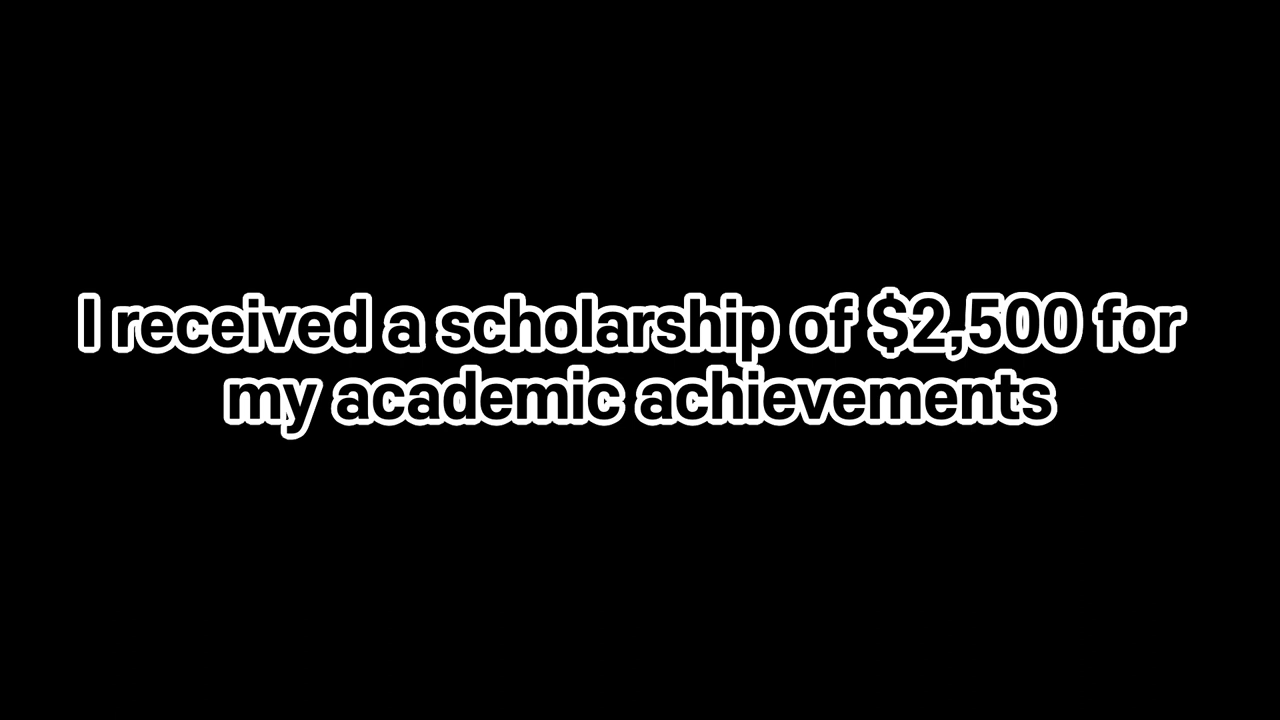 I received a scholarship of $2,500 for
my academic achievements